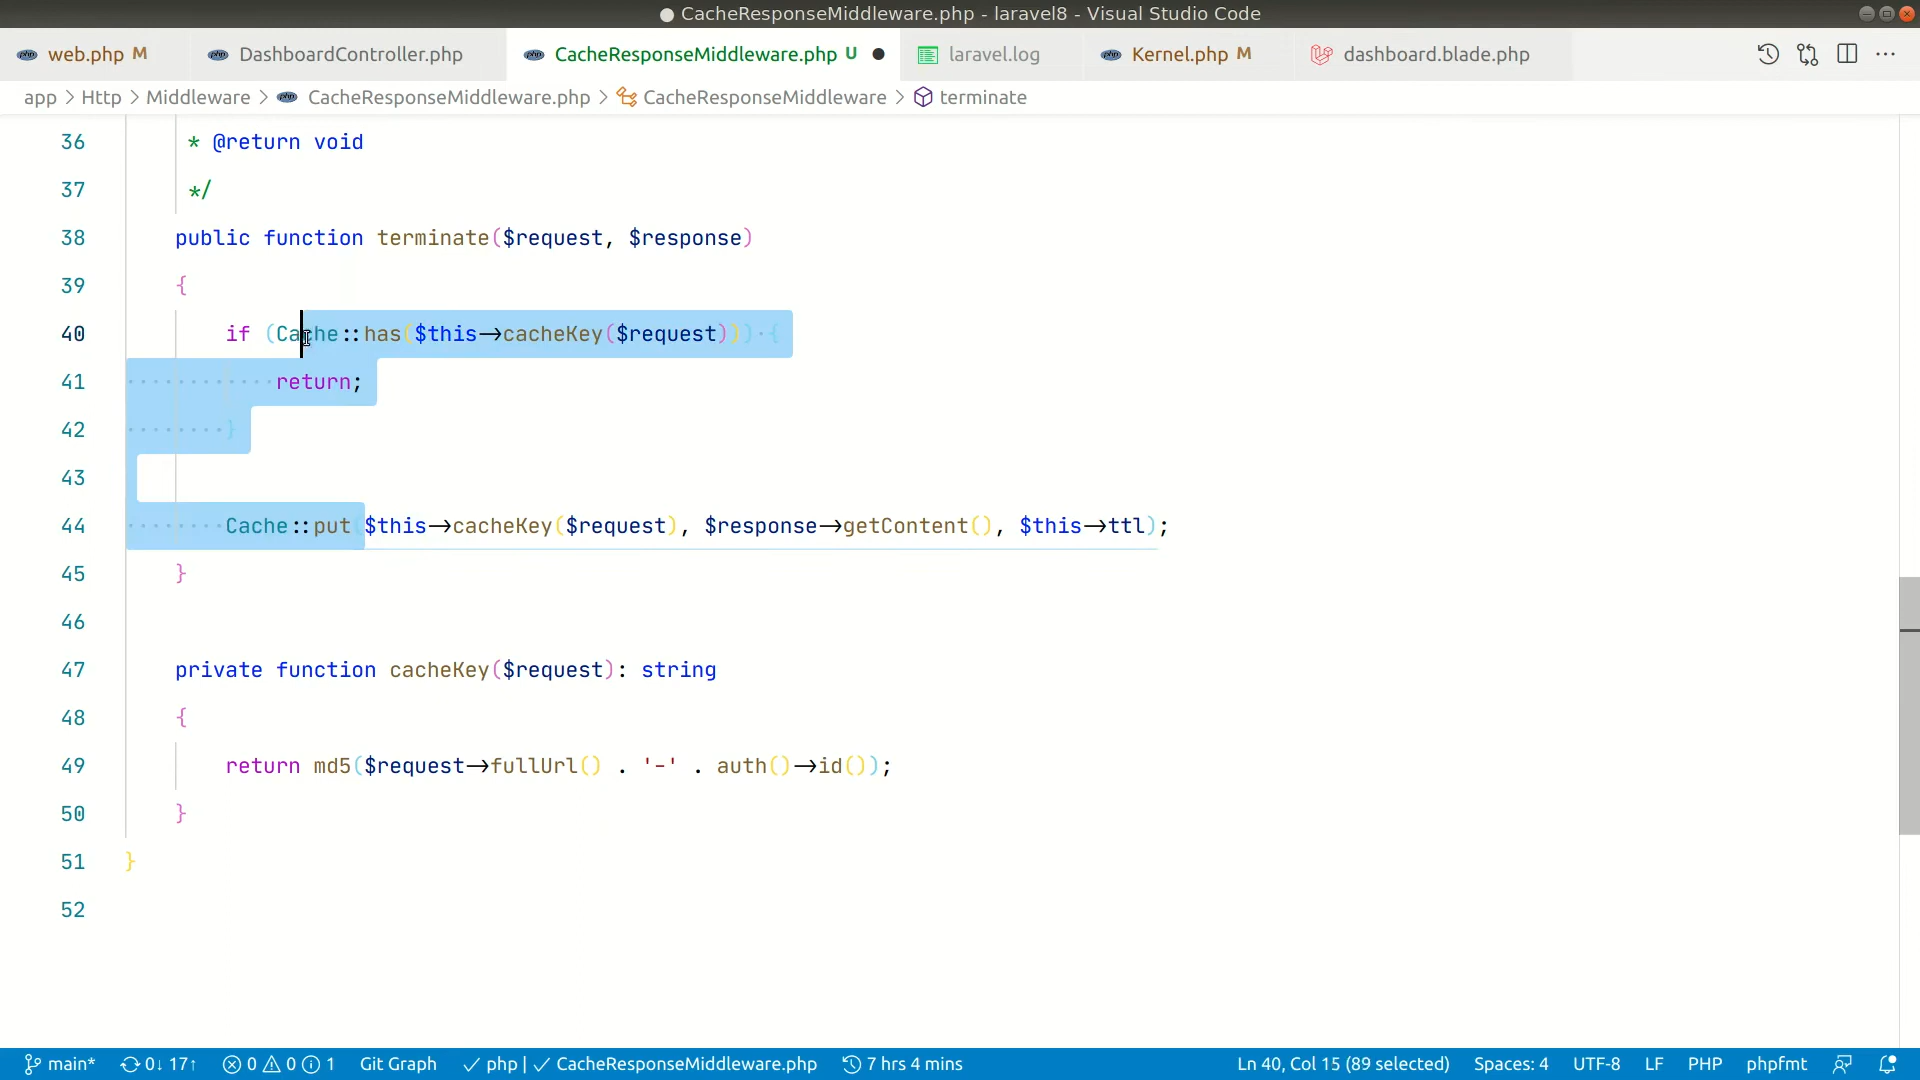 CacheResponseMiddleware.php - laravel8 - Visual Studio Code
web.php M DashboardController.php CacheResponseMiddleware.php U laravel.log Kernel.php M dashboard.blade.php
app > Http > Middleware > CacheResponseMiddleware.php > CacheResponseMiddleware > terminate
36 * @return void
37 */
38 public function terminate($request, $response)
39 {
40 if (Cache::has($this→cacheKey($request))) {
41 return;
42 }
43
44 Cache::put($this→cacheKey($request), $response→getContent(), $this→ttl);
45 }
46
47 private function cacheKey($request): string
48 {
49 return md5($request→fullUrl() . '-' . auth()→id());
50 }
51 }
52
main* 0↓ 17↑ 0 0 1 Git Graph ✓ php | ✓ CacheResponseMiddleware.php 7 hrs 4 mins Ln 40, Col 15 (89 selected) Spaces: 4 UTF-8 LF PHP phpfmt